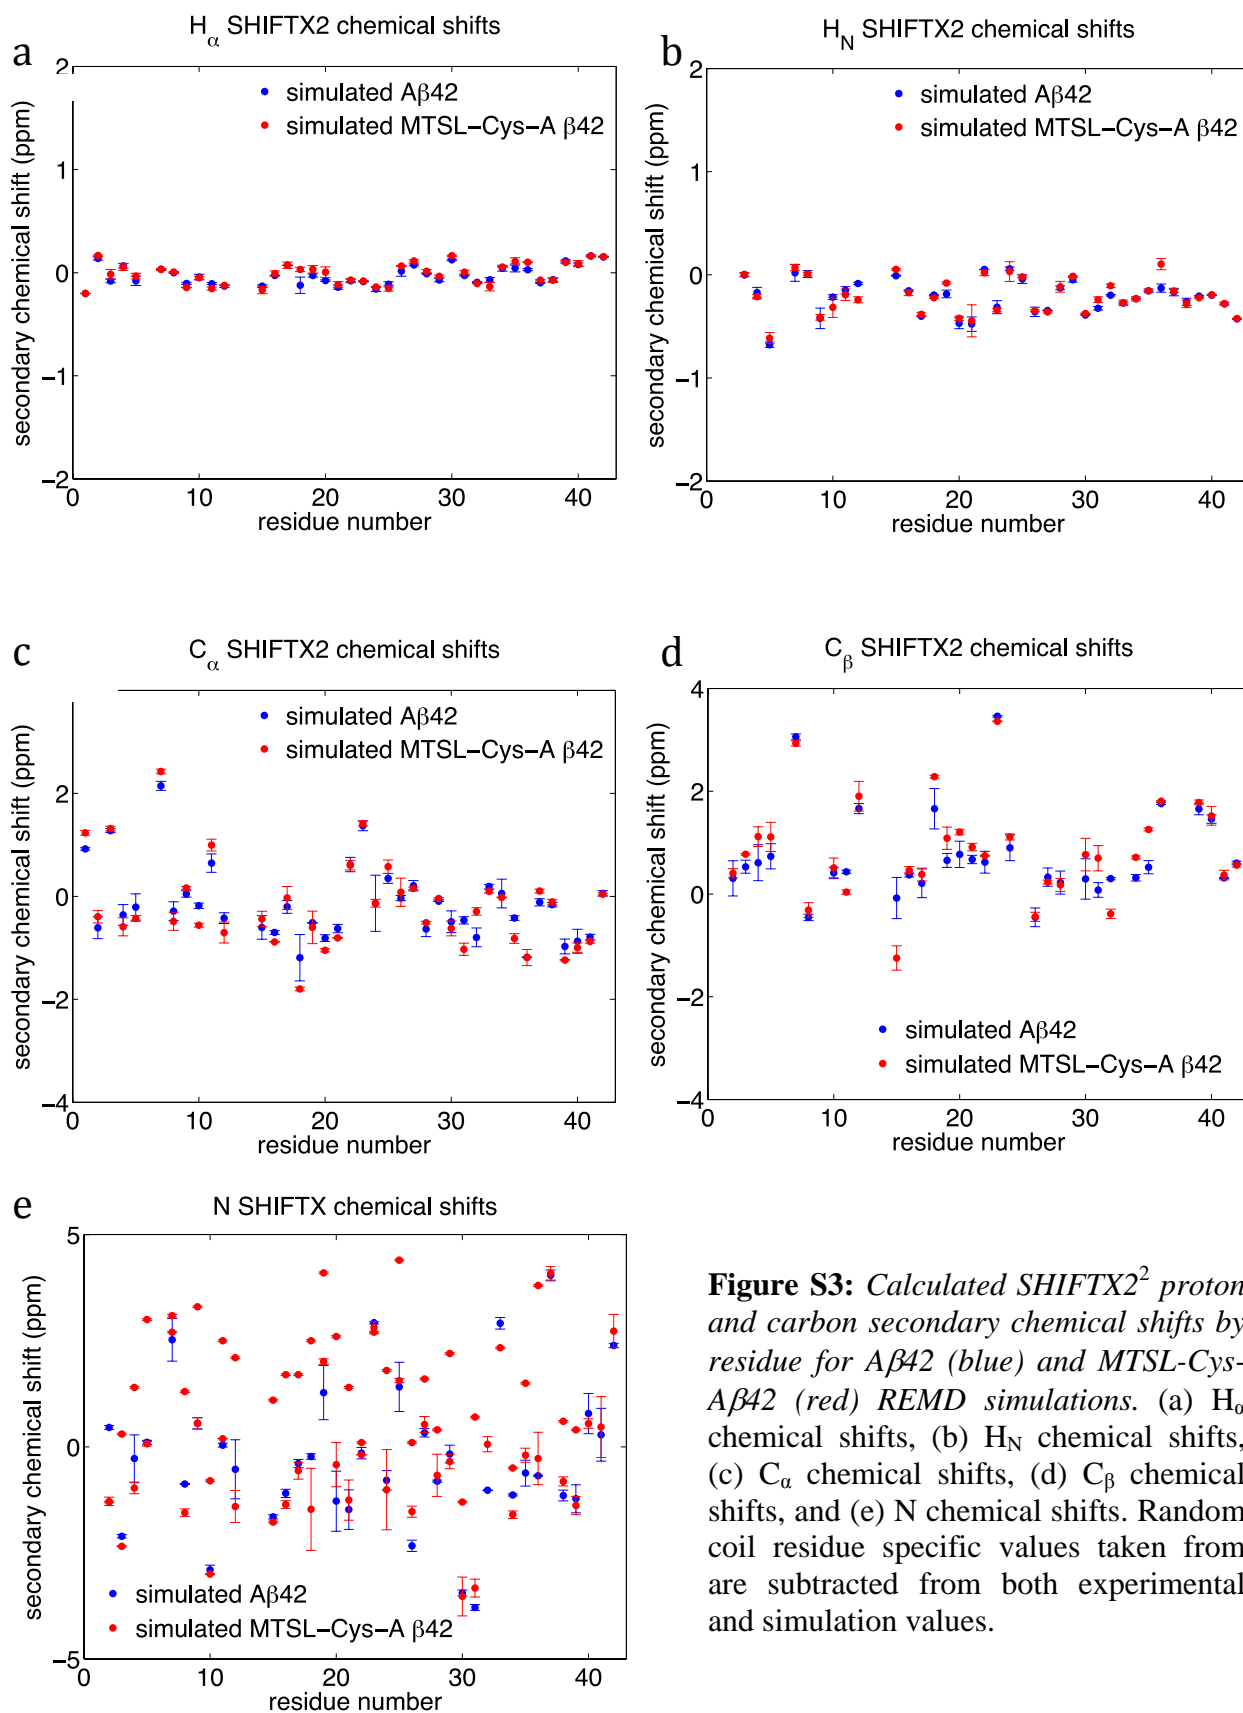 a
Hα SHIFTX2 chemical shifts
2
1
0
−1
−2
0 10 20 30 40
secondary chemical shift (ppm)
residue number
simulated Aβ42
simulated MTSL−Cys−A β42
b
HN SHIFTX2 chemical shifts
2
1
0
−1
−2
0 10 20 30 40
secondary chemical shift (ppm)
residue number
simulated Aβ42
simulated MTSL−Cys−A β42
c
Cα SHIFTX2 chemical shifts
2
0
−2
−4
0 10 20 30 40
secondary chemical shift (ppm)
residue number
simulated Aβ42
simulated MTSL−Cys−A β42
d
Cβ SHIFTX2 chemical shifts
4
2
0
−2
−4
0 10 20 30 40
secondary chemical shift (ppm)
residue number
simulated Aβ42
simulated MTSL−Cys−A β42
e
N SHIFTX chemical shifts
5
0
−5
0 10 20 30 40
secondary chemical shift (ppm)
residue number
simulated Aβ42
simulated MTSL−Cys−A β42
Figure S3: Calculated SHIFTX2² proton
and carbon secondary chemical shifts by
residue for Aβ42 (blue) and MTSL-Cys-
Aβ42 (red) REMD simulations. (a) Hα
chemical shifts, (b) HN chemical shifts,
(c) Cα chemical shifts, (d) Cβ chemical
shifts, and (e) N chemical shifts. Random
coil residue specific values taken from
are subtracted from both experimental
and simulation values.